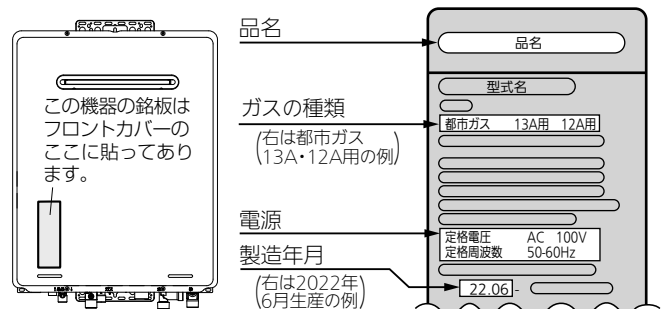 この機器の銘板は
フロントカバーの
ここに貼ってあり
ます。
品名
ガスの種類
(右は都市ガス
13A・12A用の例)
電源
製造年月
(右は2022年
6月生産の例)
品名
型式名
都市ガス 13A用 12A用
定格電圧 AC 100V
定格周波数 50-60Hz
22.06-